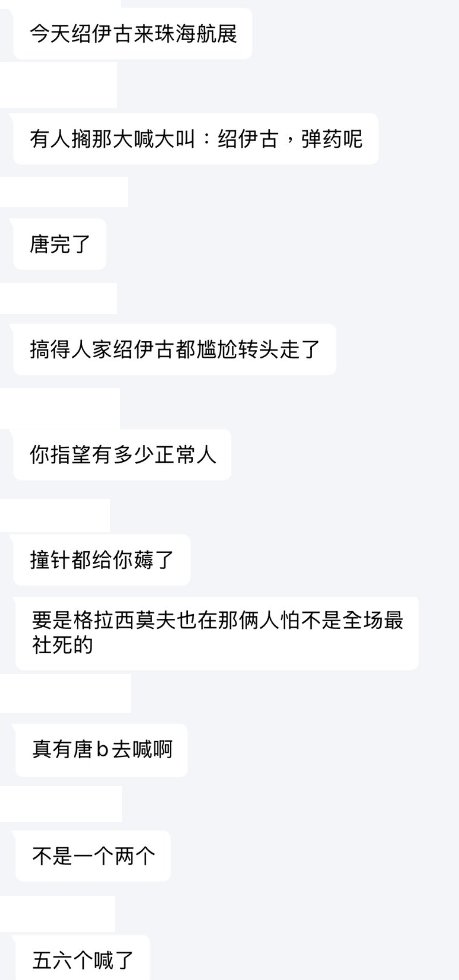 今天绍伊古来珠海航展
有人搁那大喊大叫：绍伊古，弹药呢
唐完了
搞得人家绍伊古都尴尬转头走了
你指望有多少正常人
撞针都给你薅了
要是格拉西莫夫也在那俩人怕不是全场最
社死的
真有唐b去喊啊
不是一个两个
五六个喊了